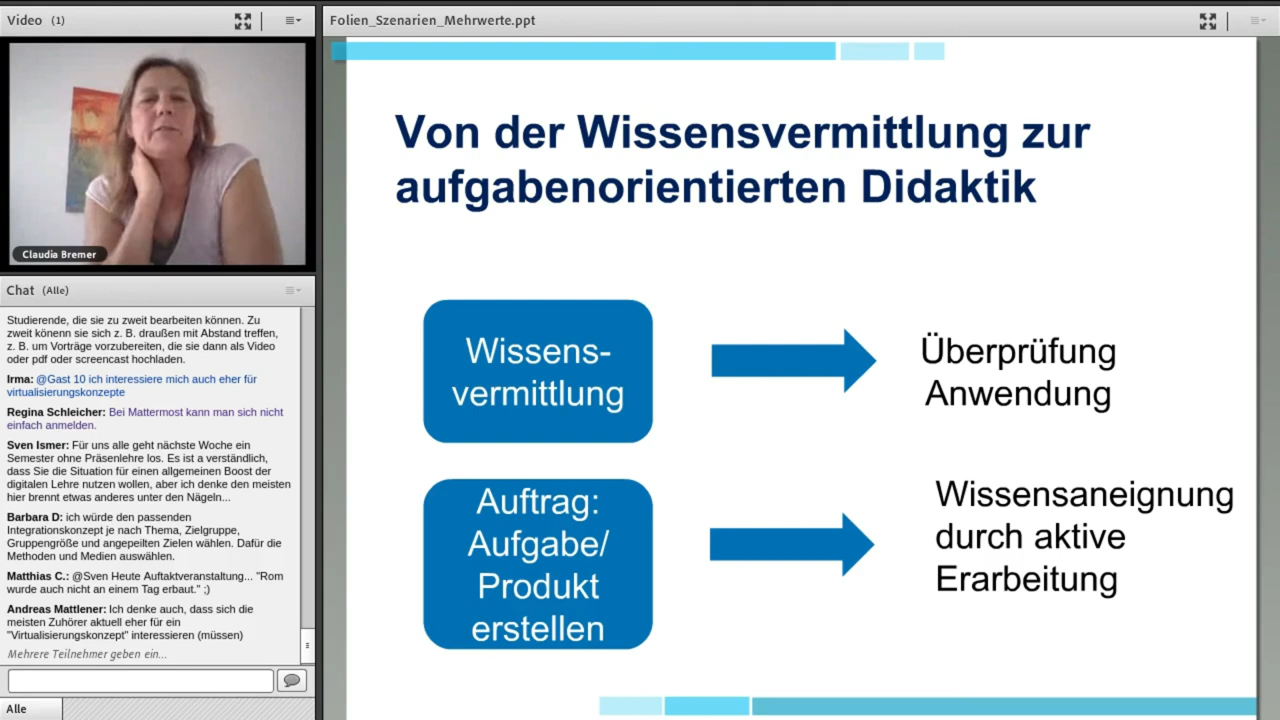 Video (1)
Claudia Bremer
Chat (Alle)
Studierende, die sie zu zweit bearbeiten können. Zu
zweit könenn sie sich z. B. draußen mit Abstand treffen,
z. B. um Vorträge vorzubereiten, die sie dann als Video
oder pdf oder screencast hochladen.
Irma: @Gast 10 ich interessiere mich auch eher für
virtualisierungskonzepte
Regina Schleicher: Bei Mattermost kann man sich nicht
einfach anmelden.
Sven Ismer: Für uns alle geht nächste Woche ein
Semester ohne Präsenlehre los. Es ist a verständlich,
dass Sie die Situation für einen allgemeinen Boost der
digitalen Lehre nutzen wollen, aber ich denke den meisten
hier brennt etwas anderes unter den Nägeln...
Barbara D: ich würde den passenden
Integrationskonzept je nach Thema, Zielgruppe,
Gruppengröße und angepeilten Zielen wählen. Dafür die
Methoden und Medien auswählen.
Matthias C.: @Sven Heute Auftaktveranstaltung... "Rom
wurde auch nicht an einem Tag erbaut." ;)
Andreas Mattlener: Ich denke auch, dass sich die
meisten Zuhörer aktuell eher für ein
"Virtualisierungskonzept" interessieren (müssen)
Mehrere Teilnehmer geben ein...
Alle
Folien_Szenarien_Mehrwerte.ppt
Von der Wissensvermittlung zur
aufgabenorientierten Didaktik
Wissens-
vermittlung
Überprüfung
Anwendung
Auftrag:
Aufgabe/
Produkt
erstellen
Wissensaneignung
durch aktive
Erarbeitung